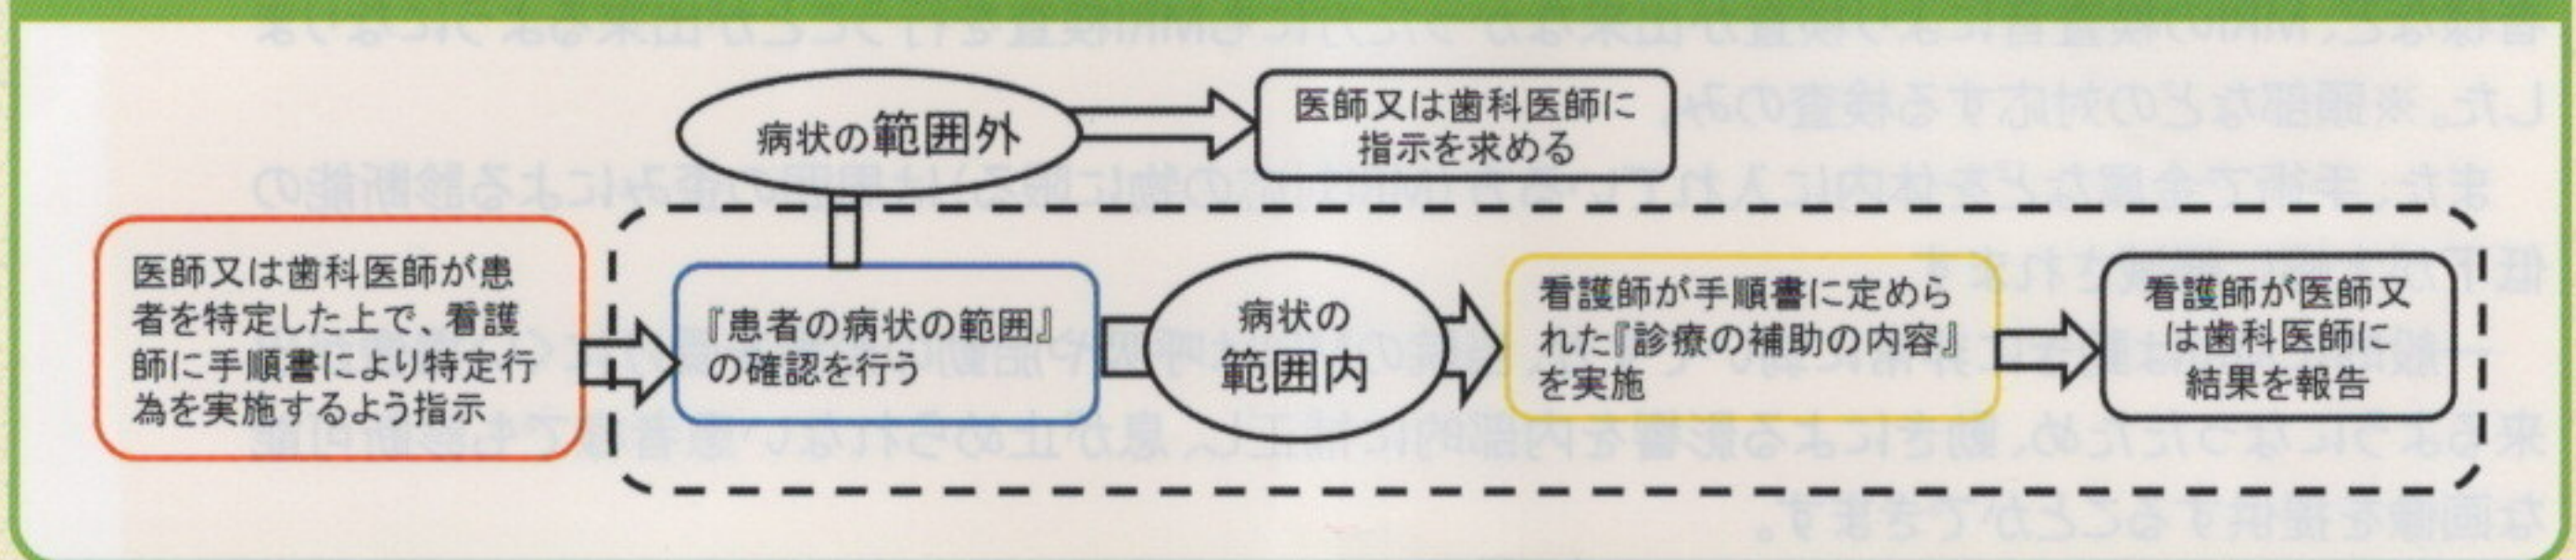 病状の範囲外
医師又は歯科医師に
指示を求める
医師又は歯科医師が患
者を特定した上で、看護
師に手順書により特定行
為を実施するよう指示
『患者の病状の範囲』
の確認を行う
病状の
範囲内
看護師が手順書に定めら
れた『診療の補助の内容』
を実施
看護師が医師又
は歯科医師に
結果を報告